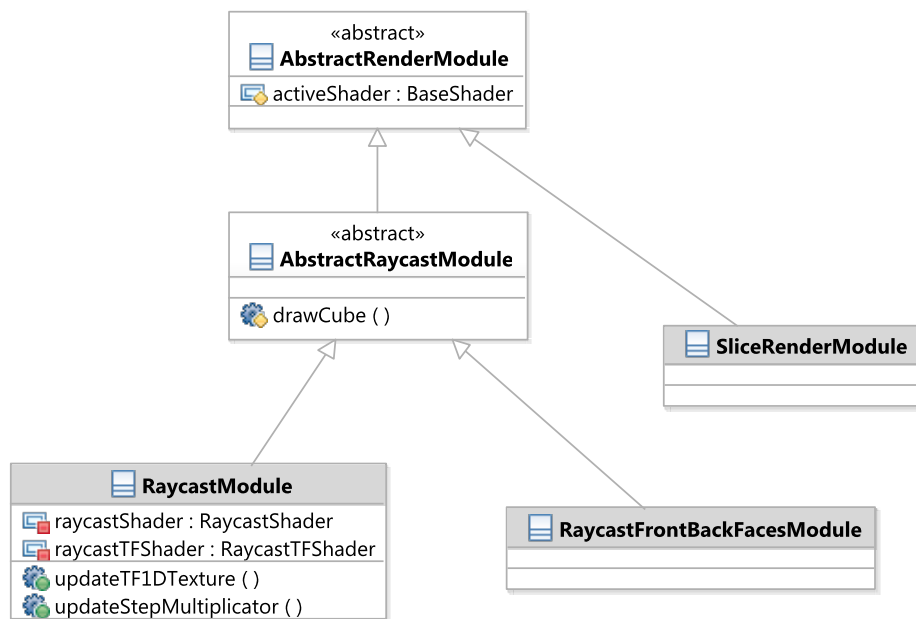 «abstract»
AbstractRenderModule
activeShader : BaseShader
«abstract»
AbstractRaycastModule
drawCube ( )
SliceRenderModule
RaycastModule
raycastShader : RaycastShader
raycastTFShader : RaycastTFShader
updateTF1DTexture ( )
updateStepMultiplicator ( )
RaycastFrontBackFacesModule